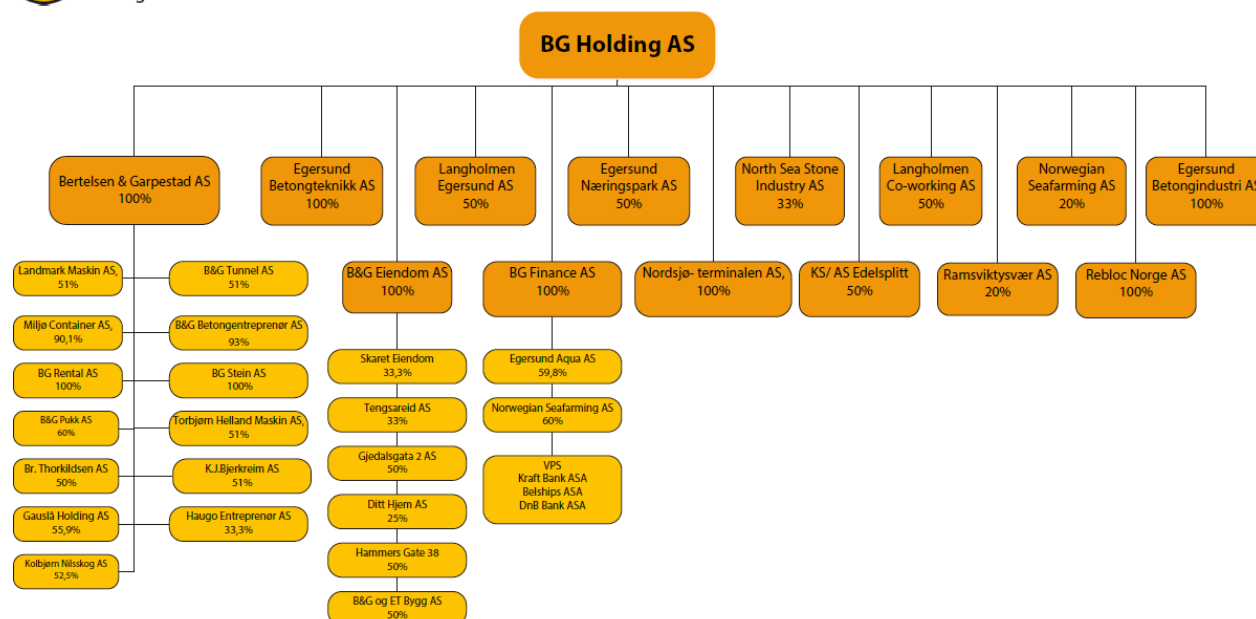 BG Holding AS
Bertelsen & Garpestad AS
100%
Egersund
Betongteknikk AS
100%
Langholmen
Egersund AS
50%
Egersund
Næringspark AS
50%
North Sea Stone
Industry AS
33%
Langholmen
Co-working AS
50%
Norwegian
Seafarming AS
20%
Egersund
Betongindustri AS
100%
B&G Eiendom AS
100%
BG Finance AS
100%
Nordsjø- terminalen AS,
100%
KS/ AS Edelsplitt
50%
Ramsviktysvær AS
20%
Rebloc Norge AS
100%
Landmark Maskin AS,
51%
B&G Tunnel AS
51%
Miljø Container AS,
90,1%
B&G Betongentreprenør AS
93%
BG Rental AS
100%
BG Stein AS
100%
B&G Pukk AS
60%
Torbjørn Helland Maskin AS,
51%
Br. Thorkildsen AS
50%
K.J.Bjerkreim AS
51%
Gauslå Holding AS
55,9%
Haugo Entreprenør AS
33,3%
Kolbjørn Nilsskog AS
52,5%
Skaret Eiendom
33,3%
Tengsareid AS
33%
Gjedalsgata 2 AS
50%
Ditt Hjem AS
25%
Hammers Gate 38
50%
B&G og ET Bygg AS
50%
Egersund Aqua AS
59,8%
Norwegian Seafarming AS
60%
VPS
Kraft Bank ASA
Belships ASA
DnB Bank ASA